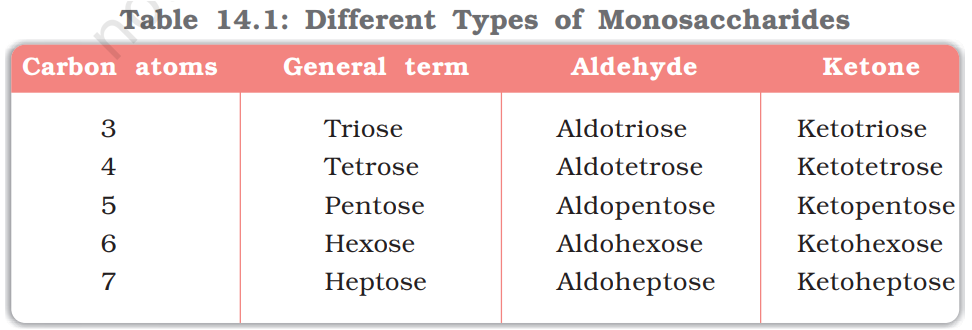 Table 14.1: Different Types of Monosaccharides
Carbon atoms General term Aldehyde Ketone
3 Triose Aldotriose Ketotriose
4 Tetrose Aldotetrose Ketotetrose
5 Pentose Aldopentose Ketopentose
6 Hexose Aldohexose Ketohexose
7 Heptose Aldoheptose Ketoheptose